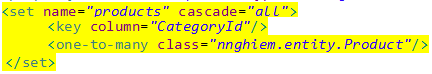 <set name="products" cascade="all">
<key column="CategoryId"/>
<one-to-many class="nnghiem.entity.Product"/>
</set>